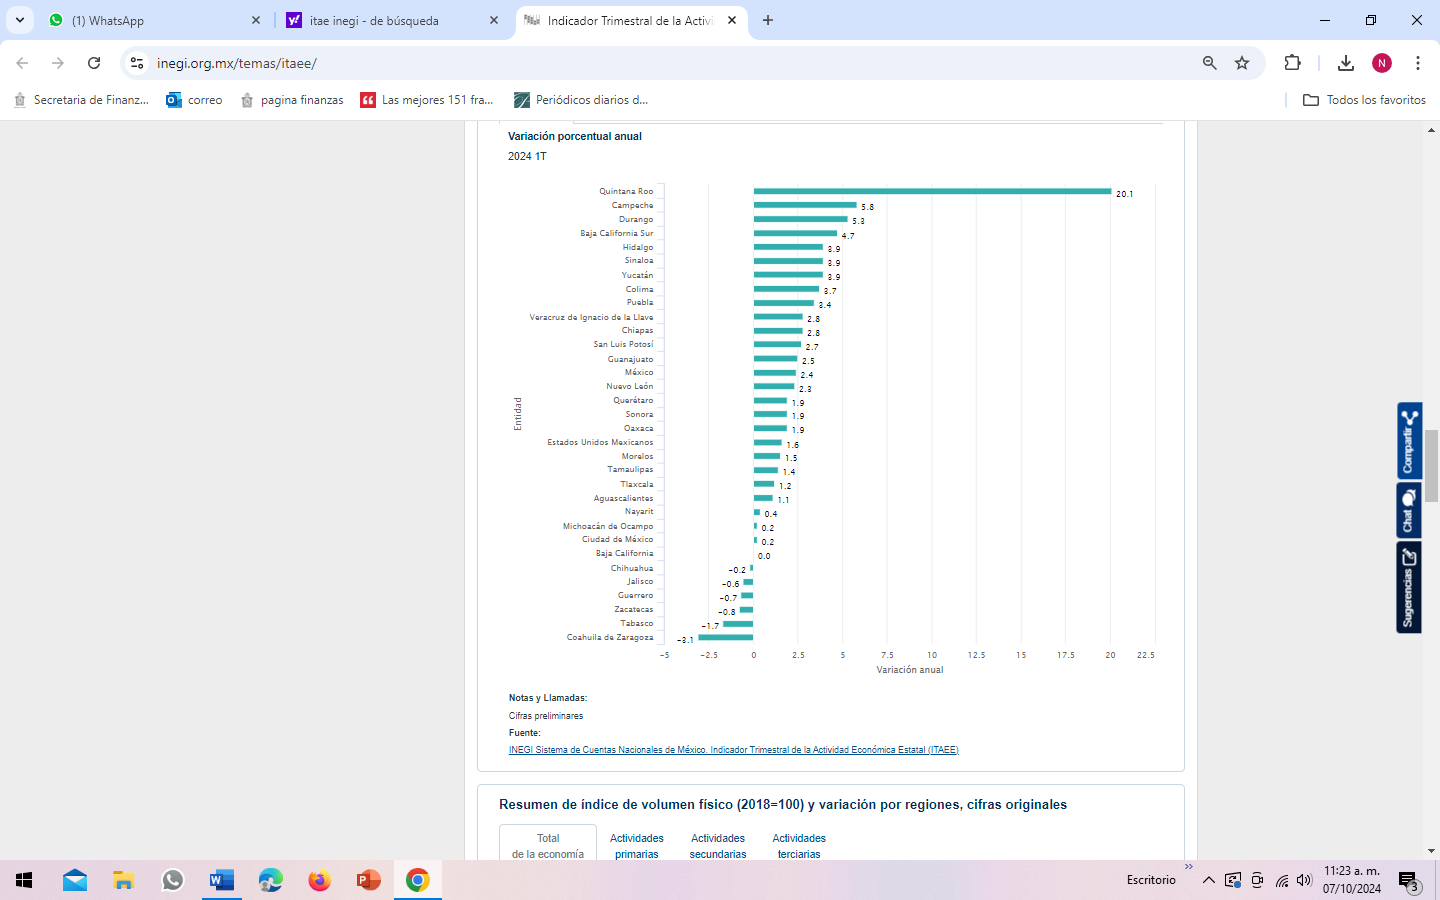 (1) WhatsApp
itae inegi - de búsqueda
Indicador Trimestral de la Activi
inegi.org.mx/temas/itaee/
N
Secretaria de Finanz...
correo
pagina finanzas
Las mejores 151 fra...
Periódicos diarios d...
Todos los favoritos
Variación porcentual anual
2024 1T
Entidad
Quintana Roo 20.1
Campeche 5.8
Durango 5.3
Baja California Sur 4.7
Hidalgo 3.9
Sinaloa 3.9
Yucatán 3.9
Colima 3.7
Puebla 3.4
Veracruz de Ignacio de la Llave 2.8
Chiapas 2.8
San Luis Potosí 2.7
Guanajuato 2.5
México 2.4
Nuevo León 2.3
Querétaro 1.9
Sonora 1.9
Oaxaca 1.9
Estados Unidos Mexicanos 1.6
Morelos 1.5
Tamaulipas 1.4
Tlaxcala 1.2
Aguascalientes 1.1
Nayarit 0.4
Michoacán de Ocampo 0.2
Ciudad de México 0.2
Baja California 0.0
Chihuahua -0.2
Jalisco -0.6
Guerrero -0.7
Zacatecas -0.8
Tabasco -1.7
Coahuila de Zaragoza -3.1
-5 -2.5 0 2.5 5 7.5 10 12.5 15 17.5 20 22.5
Variación anual
Compartir
Chat
Sugerencias
Notas y Llamadas:
Cifras preliminares
Fuente:
INEGI Sistema de Cuentas Nacionales de México. Indicador Trimestral de la Actividad Económica Estatal (ITAEE)
Resumen de índice de volumen físico (2018=100) y variación por regiones, cifras originales
Total
de la economía
Actividades
primarias
Actividades
secundarias
Actividades
terciarias
Escritorio
11:23 a. m.
07/10/2024
3